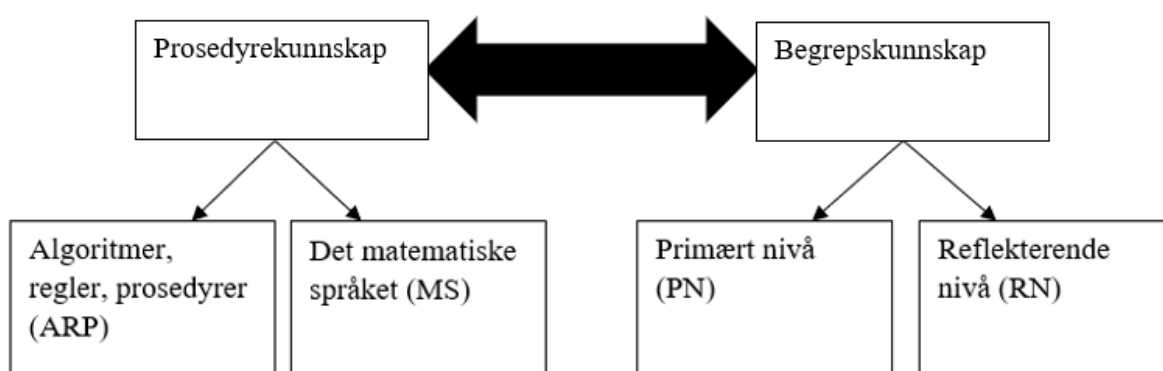 Prosedyrekunnskap
Begrepskunnskap
Algoritmer,
regler, prosedyrer
(ARP)
Det matematiske
språket (MS)
Primært nivå
(PN)
Reflekterende
nivå (RN)